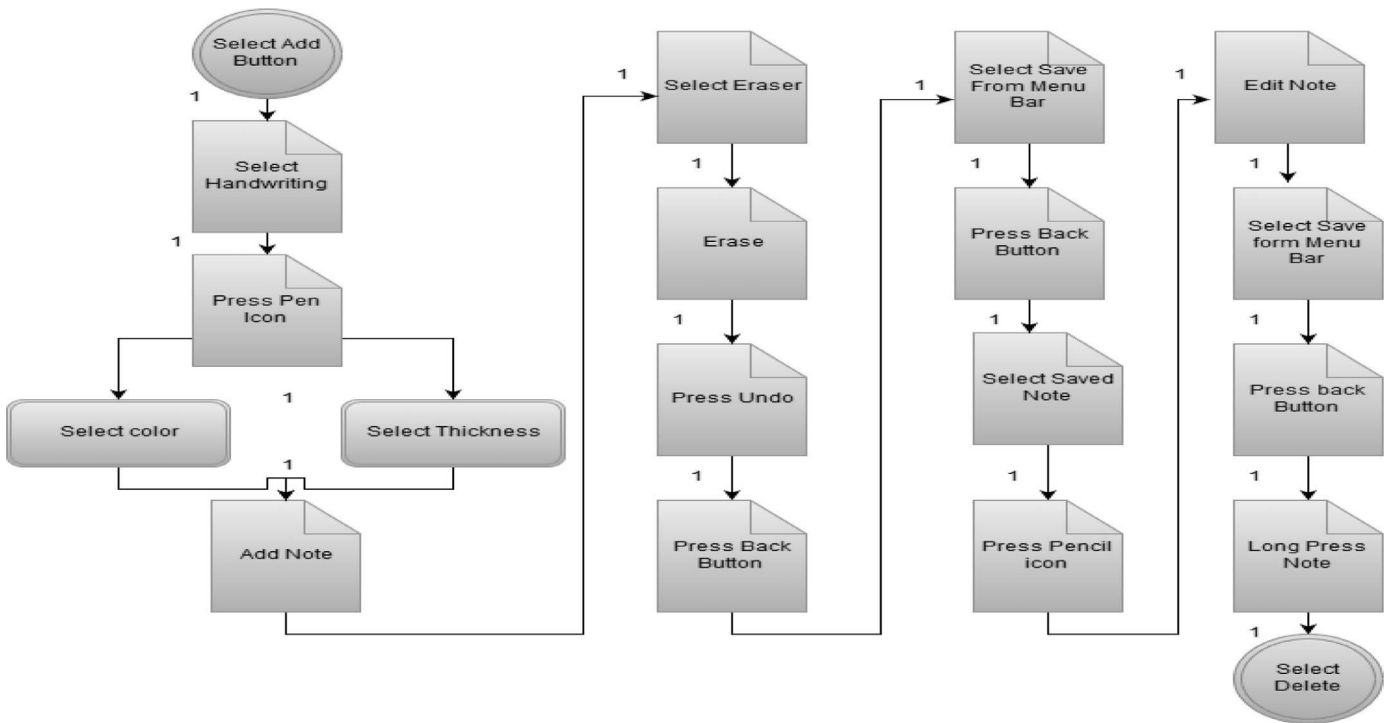 Select Add
Button
1
Select
Handwriting
1
Press Pen
Icon
1
Select color
Select Thickness
1
Add Note
1
Select Eraser
1
Erase
1
Press Undo
1
Press Back
Button
1
Select Save
From Menu
Bar
1
Press Back
Button
1
Select Saved
Note
1
Press Pencil
icon
1
Edit Note
1
Select Save
form Menu
Bar
1
Press back
Button
1
Long Press
Note
1
Select
Delete